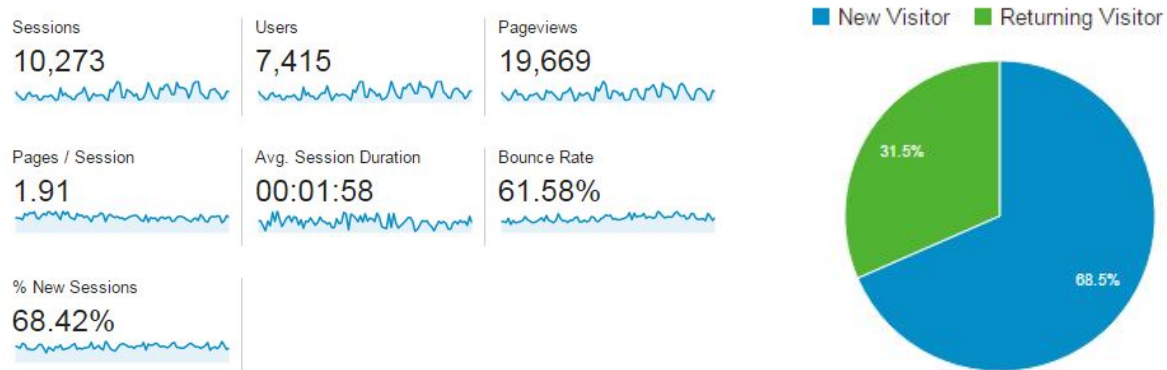 Sessions
10,273
Users
7,415
Pageviews
19,669
Pages / Session
1.91
Avg. Session Duration
00:01:58
Bounce Rate
61.58%
% New Sessions
68.42%
New Visitor
Returning Visitor
31.5%
68.5%